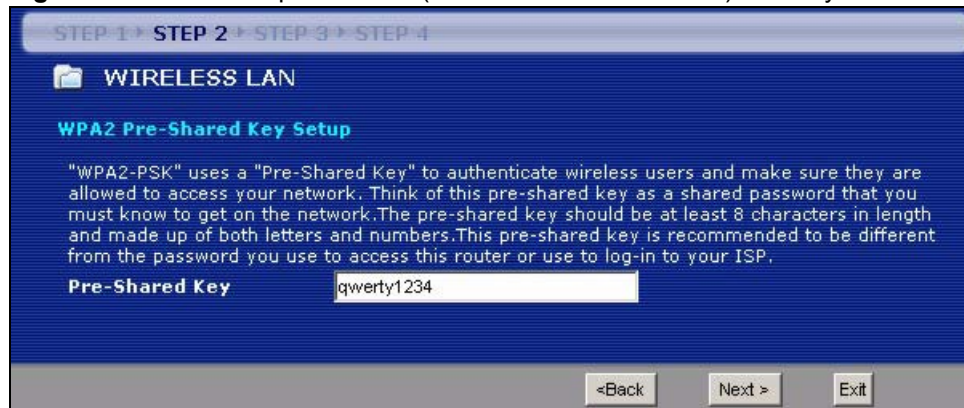 STEP 1 STEP 2 STEP 3 STEP 4
WIRELESS LAN
WPA2 Pre-Shared Key Setup
"WPA2-PSK" uses a "Pre-Shared Key" to authenticate wireless users and make sure they are
allowed to access your network. Think of this pre-shared key as a shared password that you
must know to get on the network.The pre-shared key should be at least 8 characters in length
and made up of both letters and numbers.This pre-shared key is recommended to be different
from the password you use to access this router or use to log-in to your ISP.
Pre-Shared Key qwerty1234
<Back Next > Exit